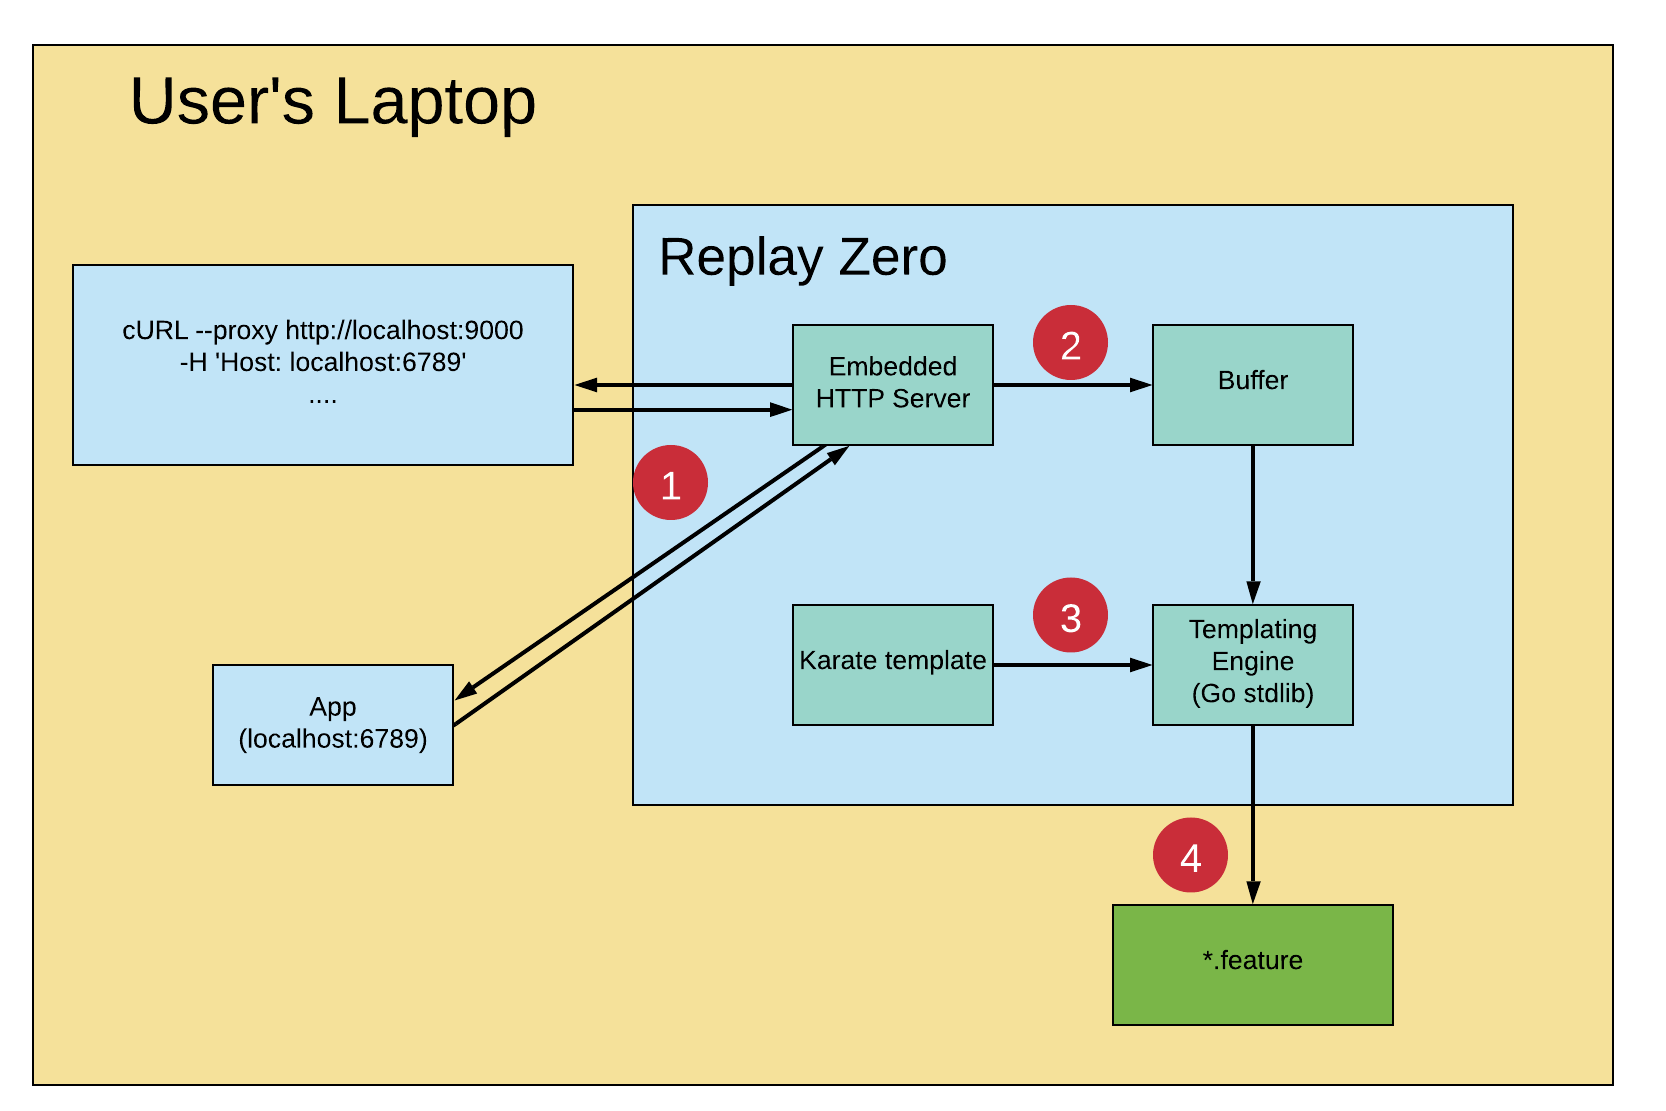 User's Laptop
Replay Zero
cURL --proxy http://localhost:9000
-H 'Host: localhost:6789'
....
Embedded
HTTP Server
2
Buffer
1
3
Karate template
Templating
Engine
(Go stdlib)
App
(localhost:6789)
4
*.feature